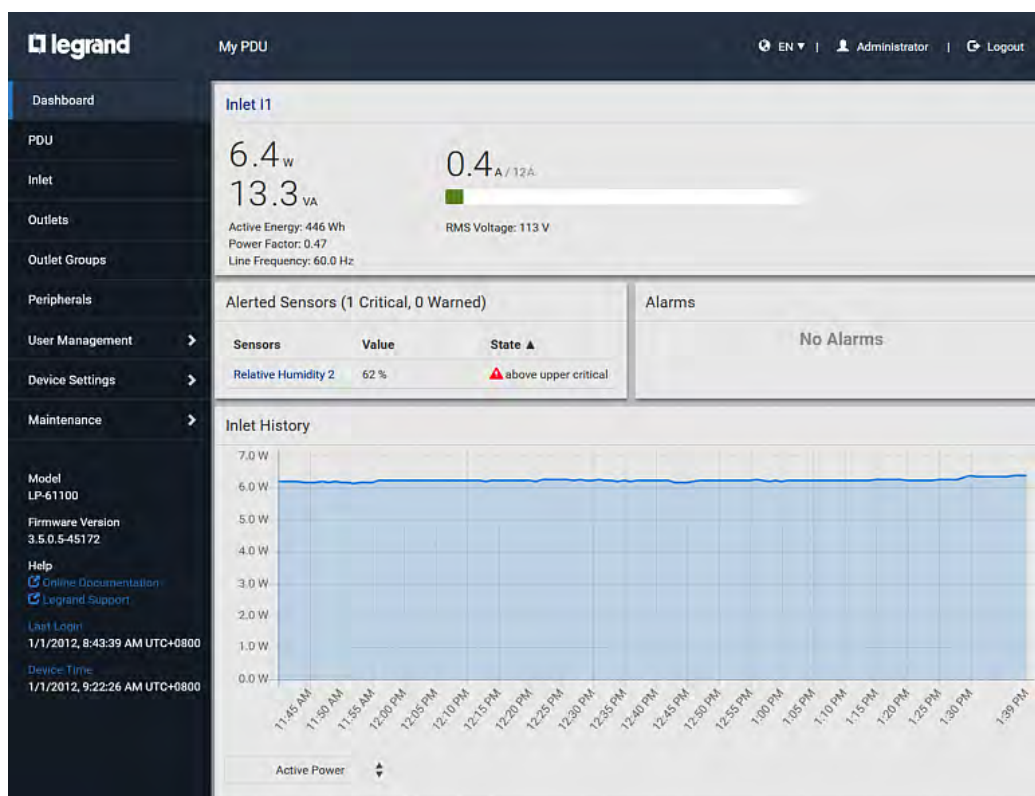 legrand
My PDU
EN ▼ | Administrator | Logout
Dashboard
PDU
Inlet
Outlets
Outlet Groups
Peripherals
User Management
Device Settings
Maintenance
Model
LP-61100
Firmware Version
3.5.0.5-45172
Help
Online Documentation
Legrand Support
Last Login
1/1/2012, 8:43:39 AM UTC+0800
Device Time
1/1/2012, 9:22:26 AM UTC+0800
Inlet I1
6.4 W
13.3 VA
Active Energy: 446 Wh
Power Factor: 0.47
Line Frequency: 60.0 Hz
0.4 A / 12A
RMS Voltage: 113 V
Alerted Sensors (1 Critical, 0 Warned)
Sensors Value State ▲
Relative Humidity 2 62 % above upper critical
Alarms
No Alarms
Inlet History
7.0 W
6.0 W
5.0 W
4.0 W
3.0 W
2.0 W
1.0 W
0.0 W
11:45 AM 11:50 AM 11:55 AM 12:00 PM 12:05 PM 12:10 PM 12:15 PM 12:20 PM 12:25 PM 12:30 PM 12:35 PM 12:40 PM 12:45 PM 12:50 PM 12:55 PM 1:00 PM 1:05 PM 1:10 PM 1:15 PM 1:20 PM 1:25 PM 1:30 PM 1:39 PM
Active Power